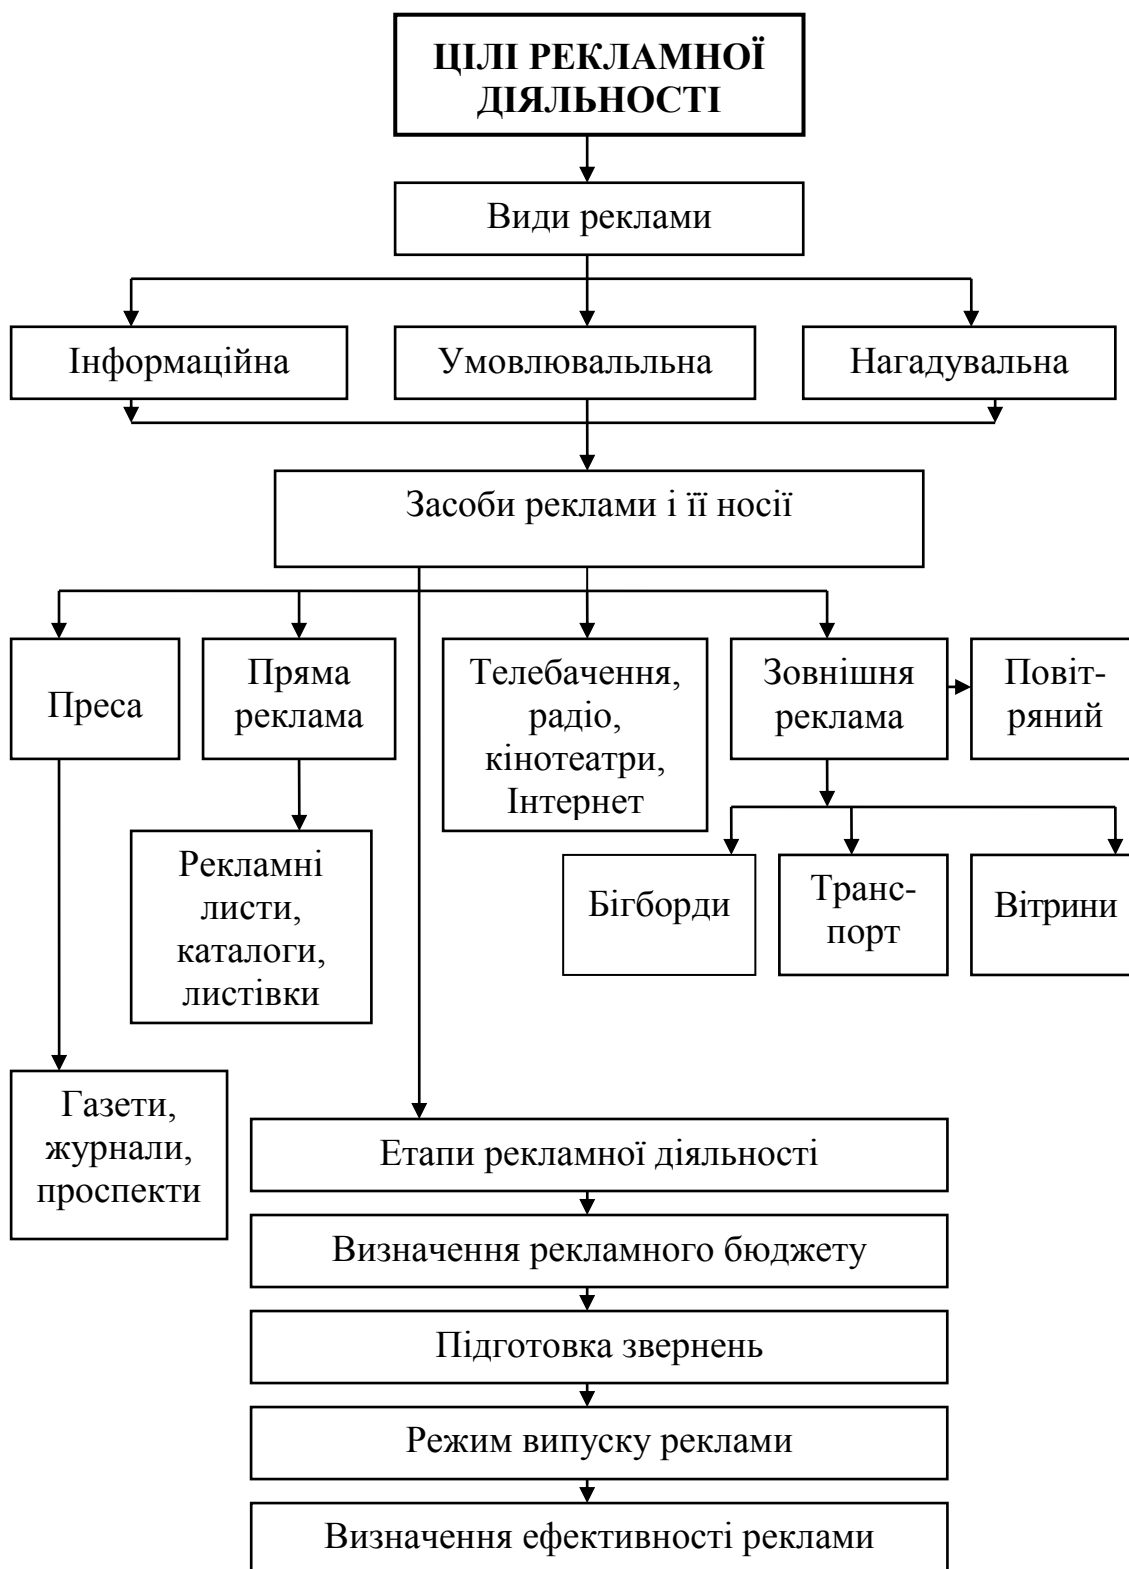 ЦІЛІ РЕКЛАМНОЇ
ДІЯЛЬНОСТІ
Види реклами
Інформаційна
Умовлювальльна
Нагадувальна
Засоби реклами і її носії
Преса
Пряма
реклама
Телебачення,
радіо,
кінотеатри,
Інтернет
Зовнішня
реклама
Повіт-
ряний
Рекламні
листи,
каталоги,
листівки
Бігборди
Транс-
порт
Вітрини
Газети,
журнали,
проспекти
Етапи рекламної діяльності
Визначення рекламного бюджету
Підготовка звернень
Режим випуску реклами
Визначення ефективності реклами